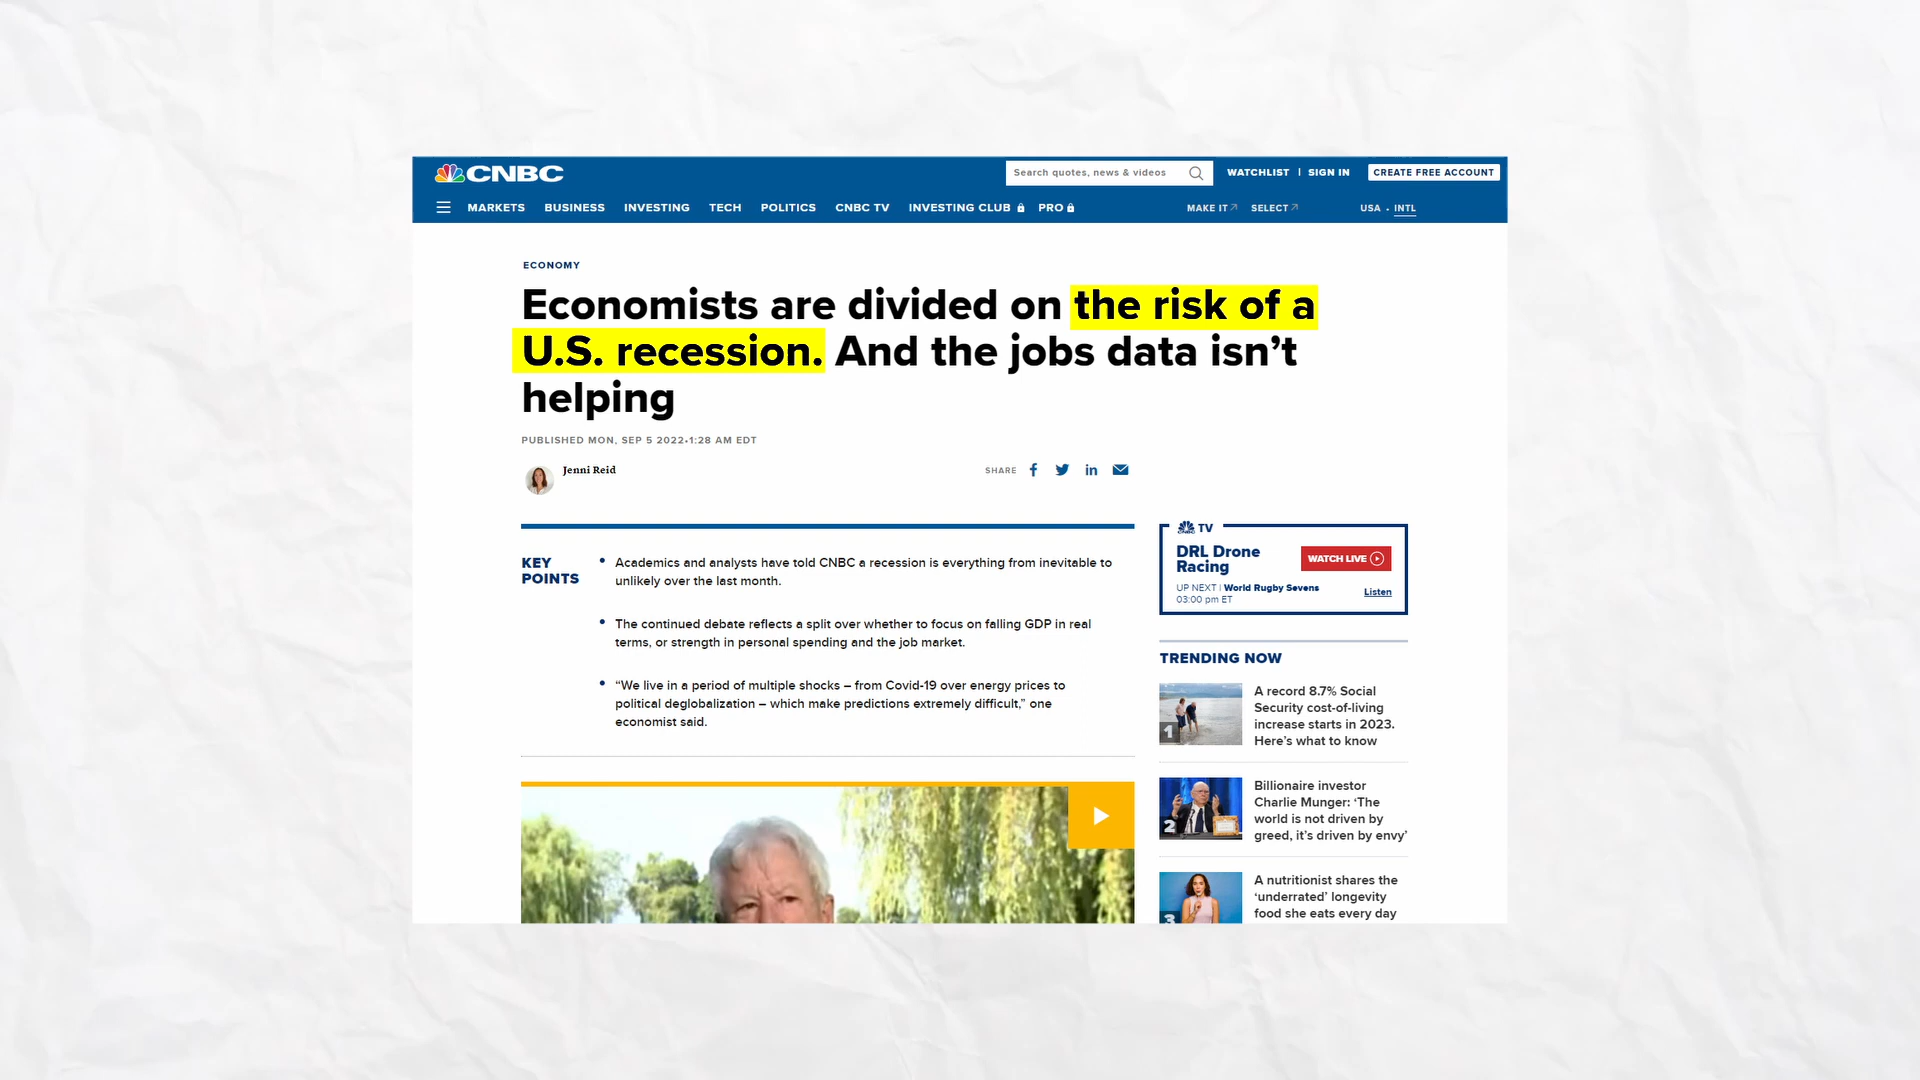 CNBC
Search quotes, news & videos
WATCHLIST | SIGN IN
CREATE FREE ACCOUNT
MARKETS BUSINESS INVESTING TECH POLITICS CNBC TV INVESTING CLUB PRO
MAKE IT SELECT
USA • INTL
ECONOMY
Economists are divided on the risk of a
U.S. recession. And the jobs data isn’t
helping
PUBLISHED MON, SEP 5 2022•1:28 AM EDT
Jenni Reid
SHARE
KEY
POINTS
• Academics and analysts have told CNBC a recession is everything from inevitable to
unlikely over the last month.
• The continued debate reflects a split over whether to focus on falling GDP in real
terms, or strength in personal spending and the job market.
• “We live in a period of multiple shocks – from Covid-19 over energy prices to
political deglobalization – which make predictions extremely difficult,” one
economist said.
CNBC TV
DRL Drone
Racing
WATCH LIVE
UP NEXT | World Rugby Sevens
03:00 pm ET
Listen
TRENDING NOW
1
A record 8.7% Social
Security cost-of-living
increase starts in 2023.
Here’s what to know
2
Billionaire investor
Charlie Munger: ‘The
world is not driven by
greed, it’s driven by envy’
3
A nutritionist shares the
‘underrated’ longevity
food she eats every day